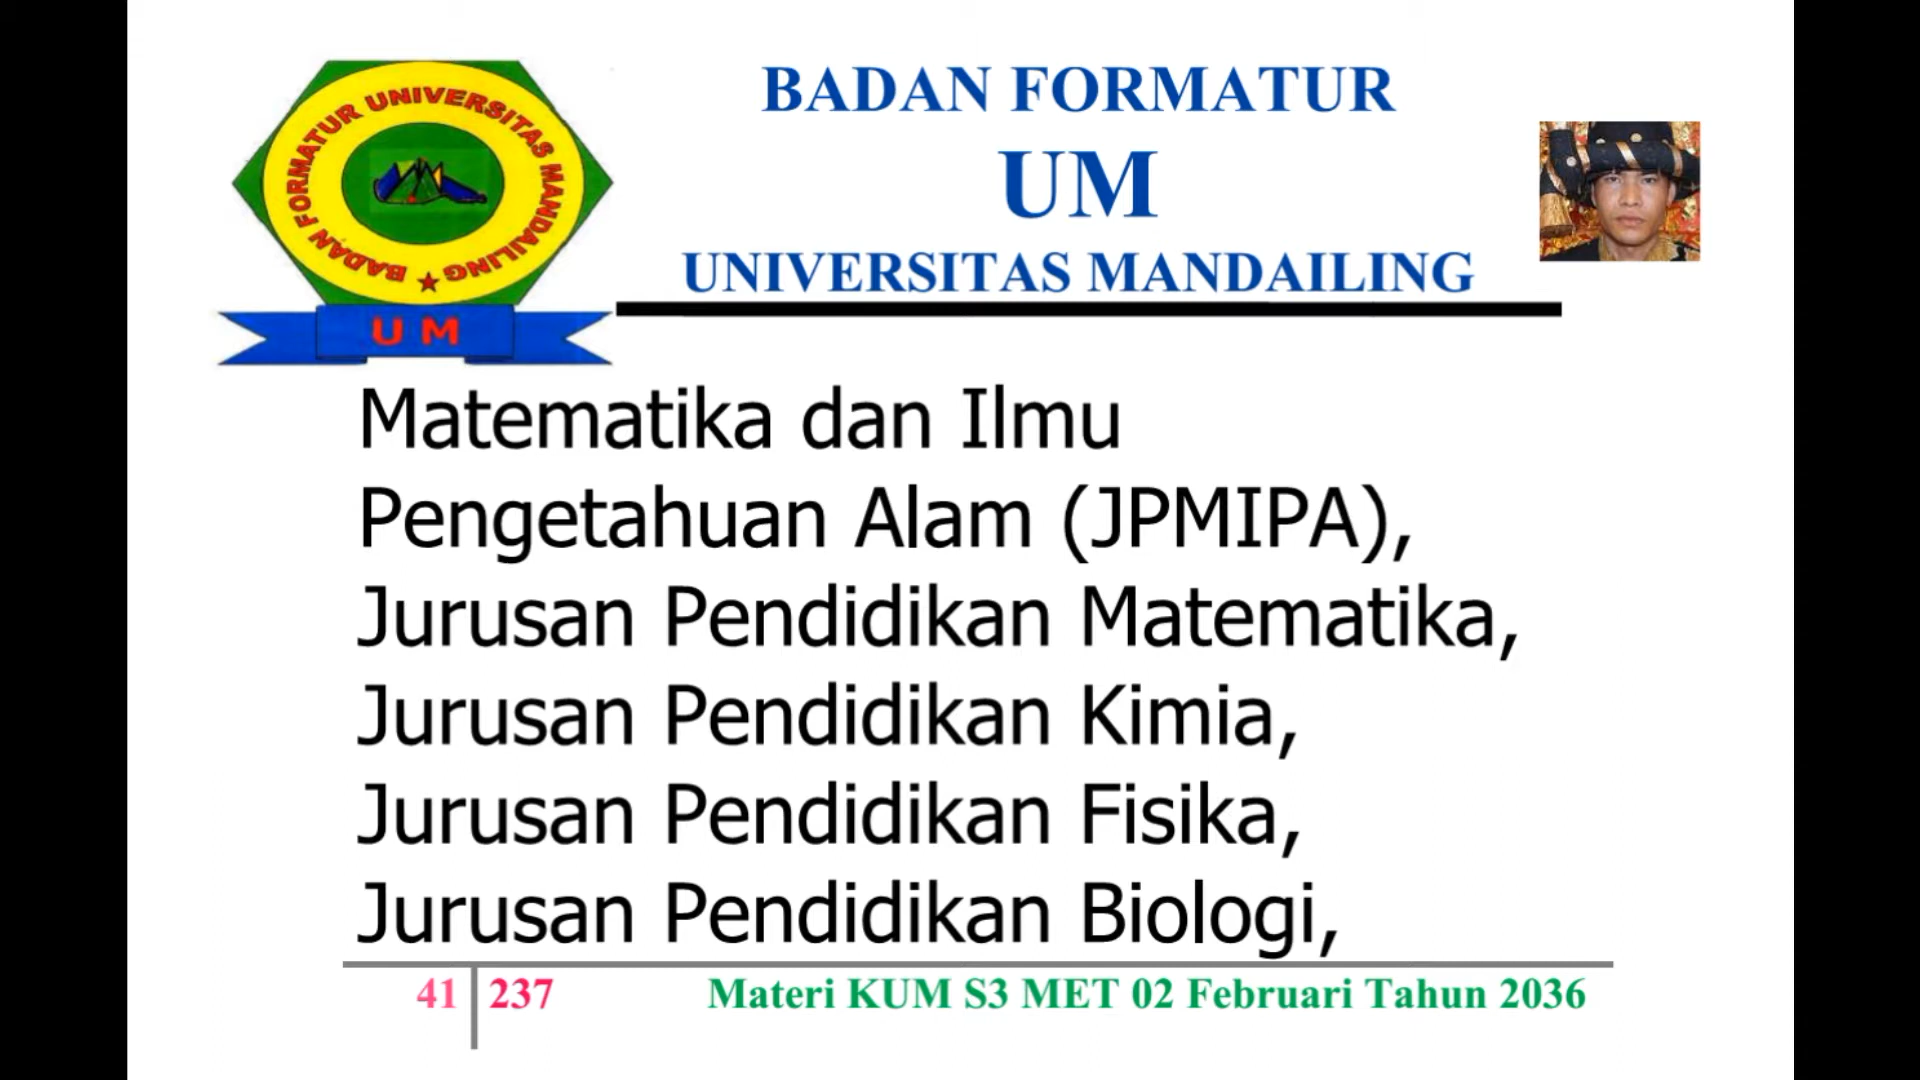 BADAN FORMATUR UNIVERSITAS MANDAILING
U M
BADAN FORMATUR
UM
UNIVERSITAS MANDAILING
Matematika dan Ilmu
Pengetahuan Alam (JPMIPA),
Jurusan Pendidikan Matematika,
Jurusan Pendidikan Kimia,
Jurusan Pendidikan Fisika,
Jurusan Pendidikan Biologi,
41 237 Materi KUM S3 MET 02 Februari Tahun 2036